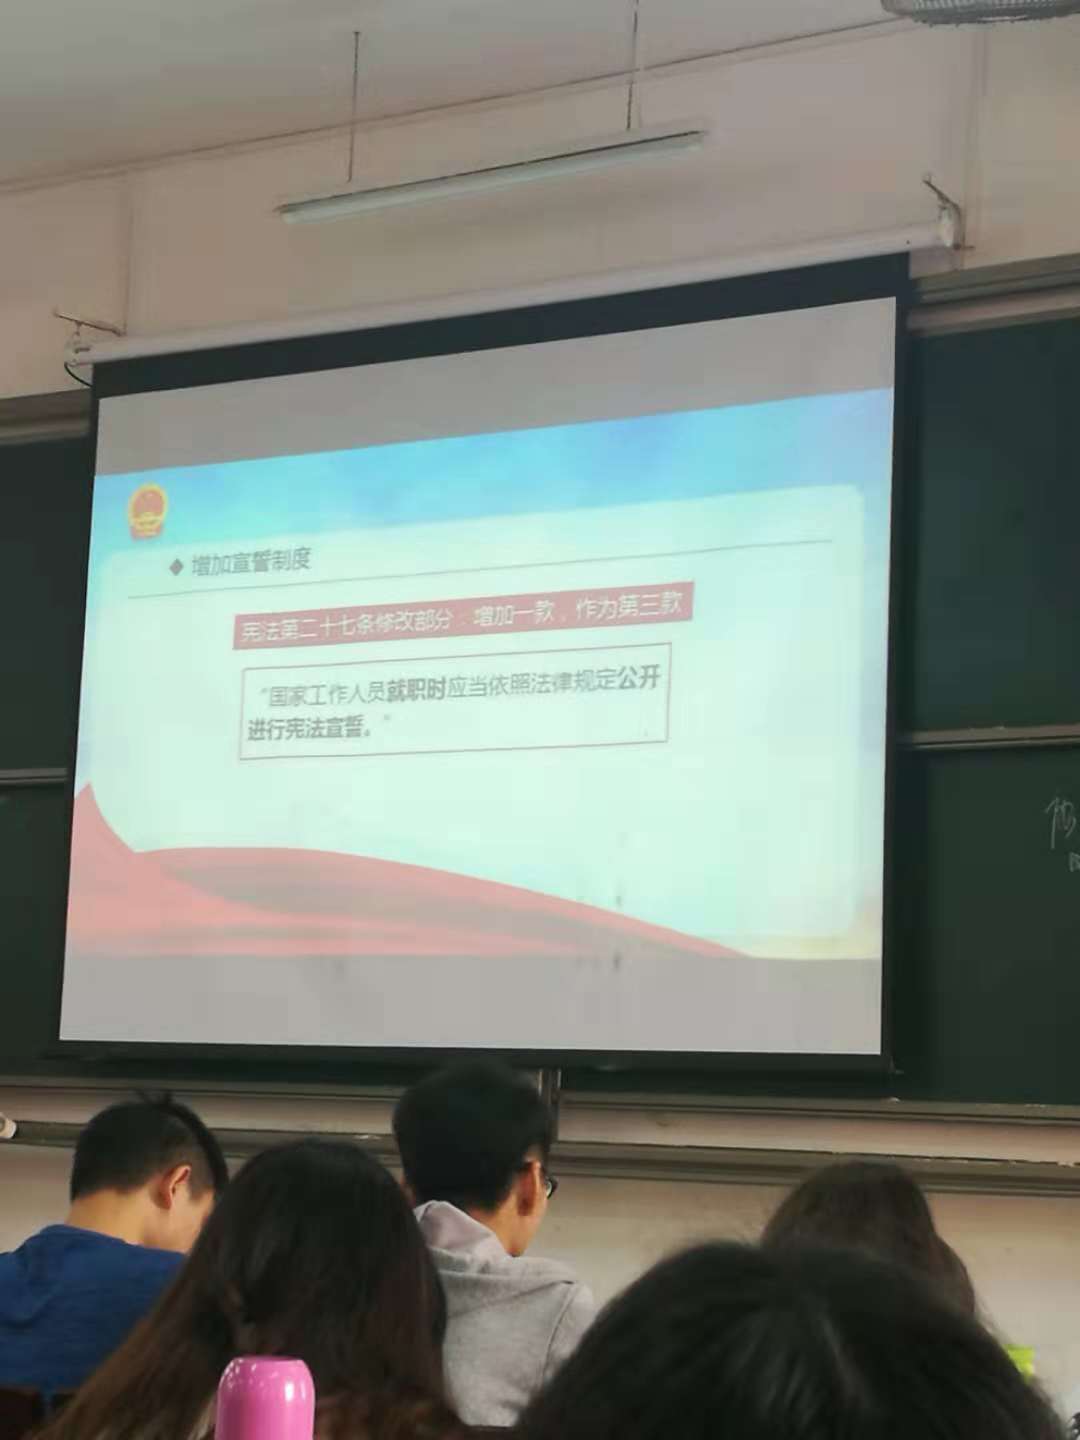 ◆ 增加宣誓制度
宪法第二十七条修改部分：增加一款，作为第三款
“国家工作人员就职时应当依照法律规定公开
进行宪法宣誓。”